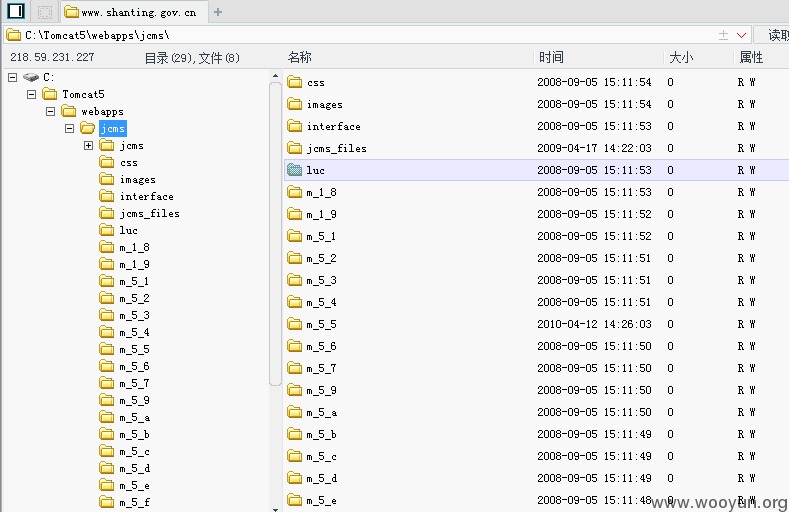 www.shanting.gov.cn
C:\Tomcat5\webapps\jcms\ 读取
218.59.231.227 目录(29),文件(8) 名称 时间 大小 属性
C:
Tomcat5
webapps
jcms
jcms
css
images
interface
jcms_files
luc
m_1_8
m_1_9
m_5_1
m_5_2
m_5_3
m_5_4
m_5_5
m_5_6
m_5_7
m_5_9
m_5_a
m_5_b
m_5_c
m_5_d
m_5_e
m_5_f
css 2008-09-05 15:11:54 0 R W
images 2008-09-05 15:11:54 0 R W
interface 2008-09-05 15:11:53 0 R W
jcms_files 2009-04-17 14:22:03 0 R W
luc 2008-09-05 15:11:53 0 R W
m_1_8 2008-09-05 15:11:53 0 R W
m_1_9 2008-09-05 15:11:52 0 R W
m_5_1 2008-09-05 15:11:52 0 R W
m_5_2 2008-09-05 15:11:51 0 R W
m_5_3 2008-09-05 15:11:51 0 R W
m_5_4 2008-09-05 15:11:51 0 R W
m_5_5 2010-04-12 14:26:03 0 R W
m_5_6 2008-09-05 15:11:50 0 R W
m_5_7 2008-09-05 15:11:50 0 R W
m_5_9 2008-09-05 15:11:50 0 R W
m_5_a 2008-09-05 15:11:50 0 R W
m_5_b 2008-09-05 15:11:49 0 R W
m_5_c 2008-09-05 15:11:49 0 R W
m_5_d 2008-09-05 15:11:49 0 R W
m_5_e 2008-09-05 15:11:48 0 R W
www.wooyun.org